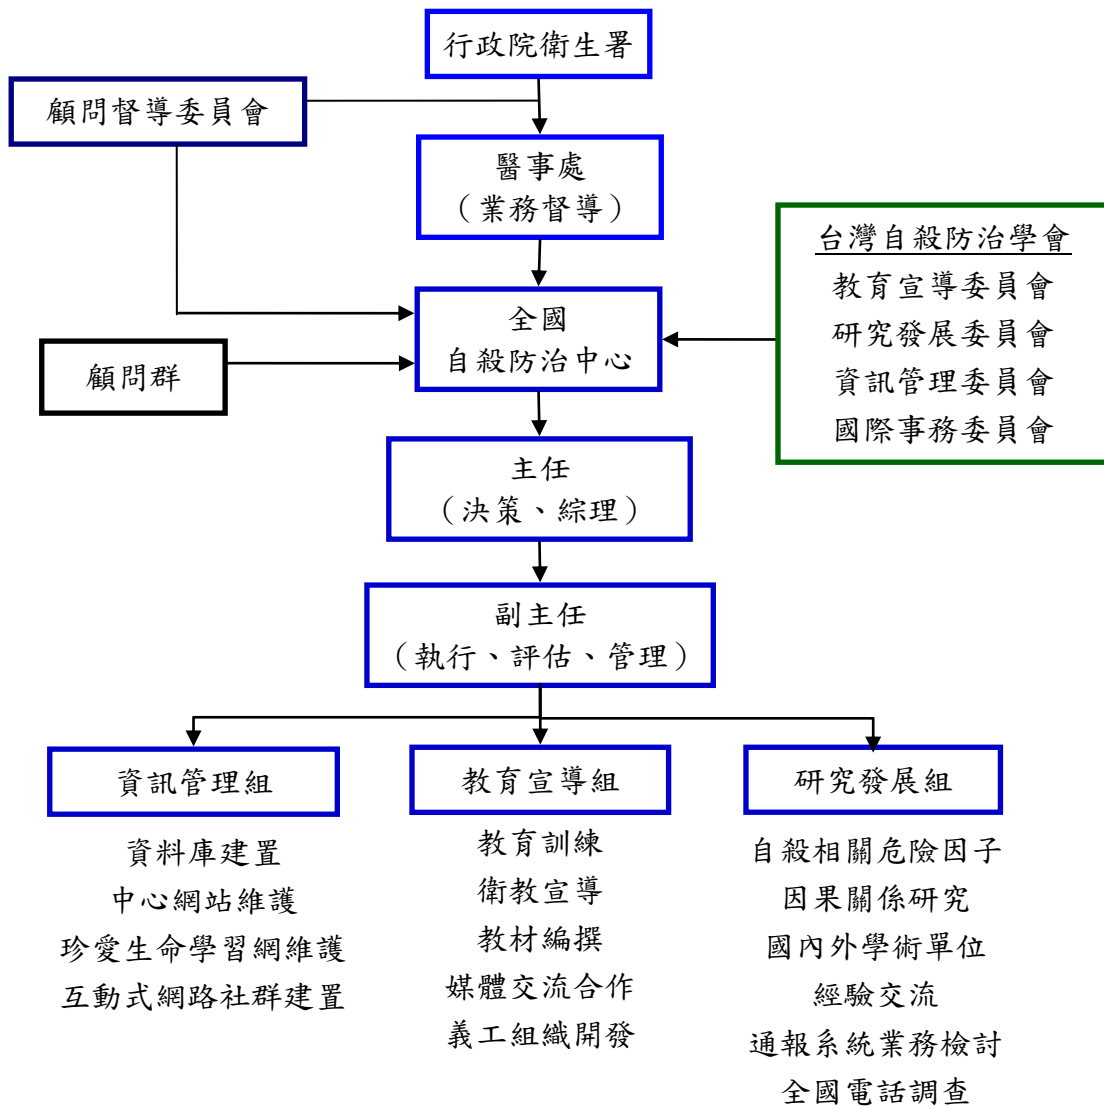 行政院衛生署
顧問督導委員會
醫事處
（業務督導）
台灣自殺防治學會
教育宣導委員會
研究發展委員會
資訊管理委員會
國際事務委員會
全國
自殺防治中心
顧問群
主任
（決策、綜理）
副主任
（執行、評估、管理）
資訊管理組
資料庫建置
中心網站維護
珍愛生命學習網維護
互動式網路社群建置
教育宣導組
教育訓練
衛教宣導
教材編撰
媒體交流合作
義工組織開發
研究發展組
自殺相關危險因子
因果關係研究
國內外學術單位
經驗交流
通報系統業務檢討
全國電話調查